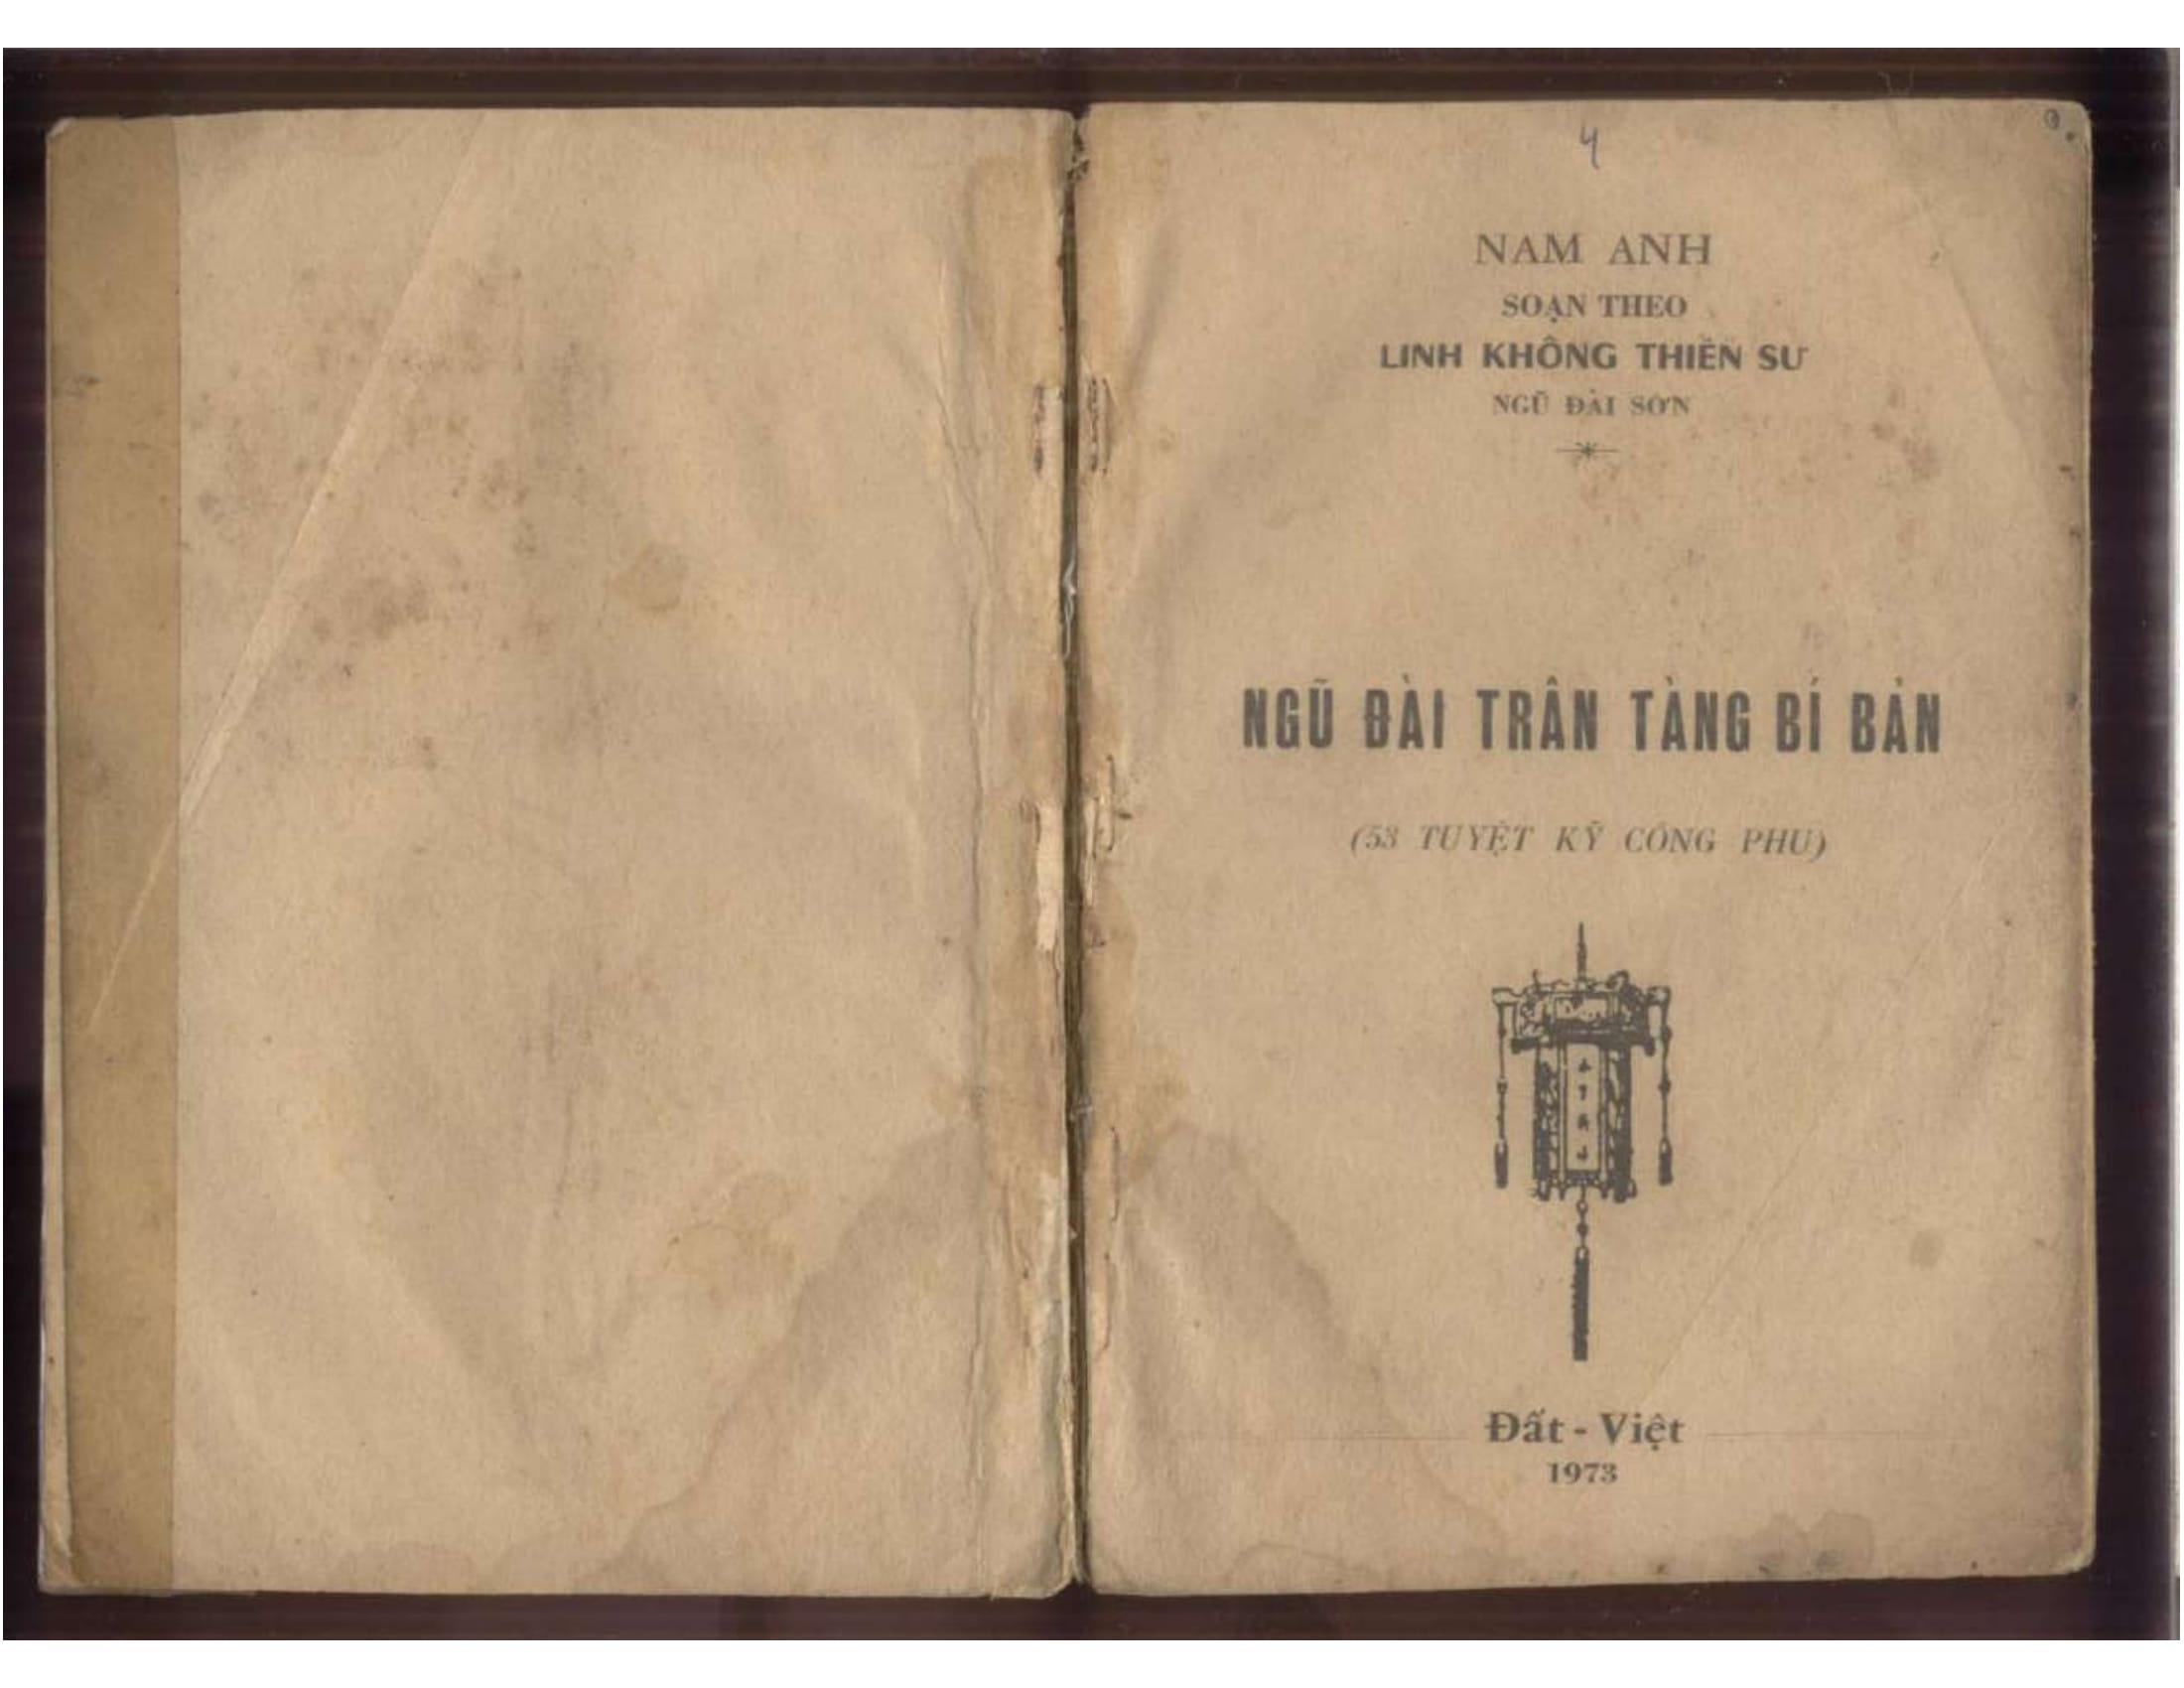 4
NAM ANH
SOẠN THEO
LINH KHÔNG THIỀN SƯ
NGŨ ĐÀI SƠN
NGŨ ĐÀI TRÂN TÀNG BÍ BẢN
(53 TUYỆT KỸ CÔNG PHU)
Đất - Việt
1973